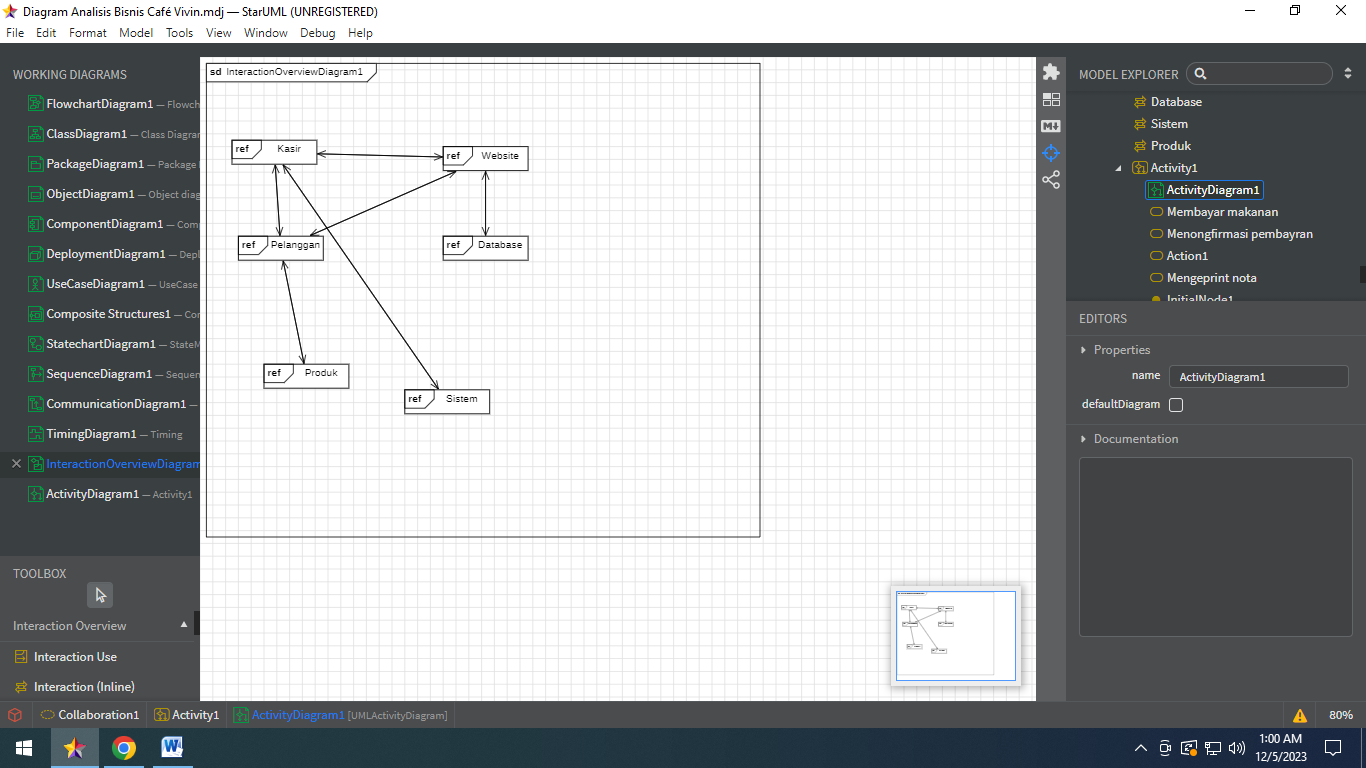 Diagram Analisis Bisnis Café Vivin.mdj — StarUML (UNREGISTERED)
File Edit Format Model Tools View Window Debug Help
WORKING DIAGRAMS
FlowchartDiagram1 — Flowch
ClassDiagram1 — Class Diagra
PackageDiagram1 — Package
ObjectDiagram1 — Object diag
ComponentDiagram1 — Com
DeploymentDiagram1 — Depl
UseCaseDiagram1 — UseCase
Composite Structures1 — Cor
StatechartDiagram1 — StateM
SequenceDiagram1 — Sequen
CommunicationDiagram1 —
TimingDiagram1 — Timing
InteractionOverviewDiagram
ActivityDiagram1 — Activity1
TOOLBOX
Interaction Overview
Interaction Use
Interaction (Inline)
sd InteractionOverviewDiagram1
ref Kasir
ref Website
ref Pelanggan
ref Database
ref Produk
ref Sistem
MODEL EXPLORER
Database
Sistem
Produk
Activity1
ActivityDiagram1
Membayar makanan
Menongfirmasi pembayran
Action1
Mengeprint nota
InitialNode1
EDITORS
Properties
name ActivityDiagram1
defaultDiagram
Documentation
Collaboration1 Activity1 ActivityDiagram1 [UMLActivityDiagram]
80%
1:00 AM
12/5/2023